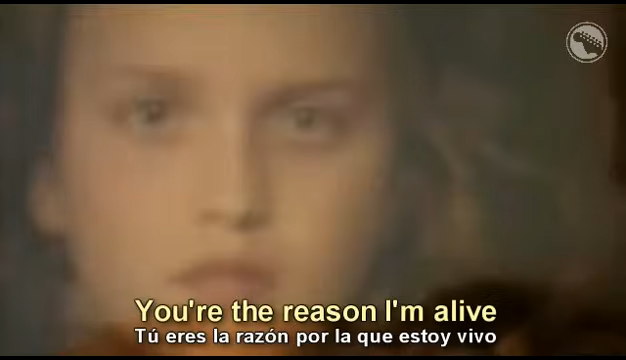 You're the reason I'm alive
Tú eres la razón por la que estoy vivo